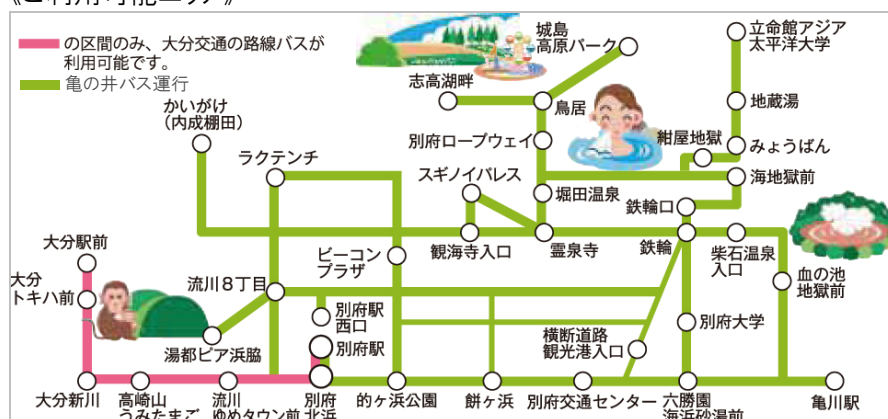 《ご利用可能エリア》
の区間のみ、大分交通の路線バスが
利用可能です。
亀の井バス運行
城島
高原パーク
立命館アジア
太平洋大学
志高湖畔
鳥居
地蔵湯
かいがけ
(内成棚田)
別府ロープウェイ
紺屋地獄
みょうばん
ラクテンチ
スギノイパレス
堀田温泉
海地獄前
鉄輪口
大分駅前
ビーコン
プラザ
観海寺入口
霊泉寺
鉄輪
柴石温泉
入口
大分
トキハ前
流川8丁目
血の池
地獄前
別府駅
西口
別府駅
横断道路
観光港入口
別府大学
湯都ピア浜脇
大分新川
高崎山
うみたまご
流川
ゆめタウン前
別府
北浜
的ヶ浜公園
餅ヶ浜
別府交通センター
六勝園
海浜砂湯前
亀川駅